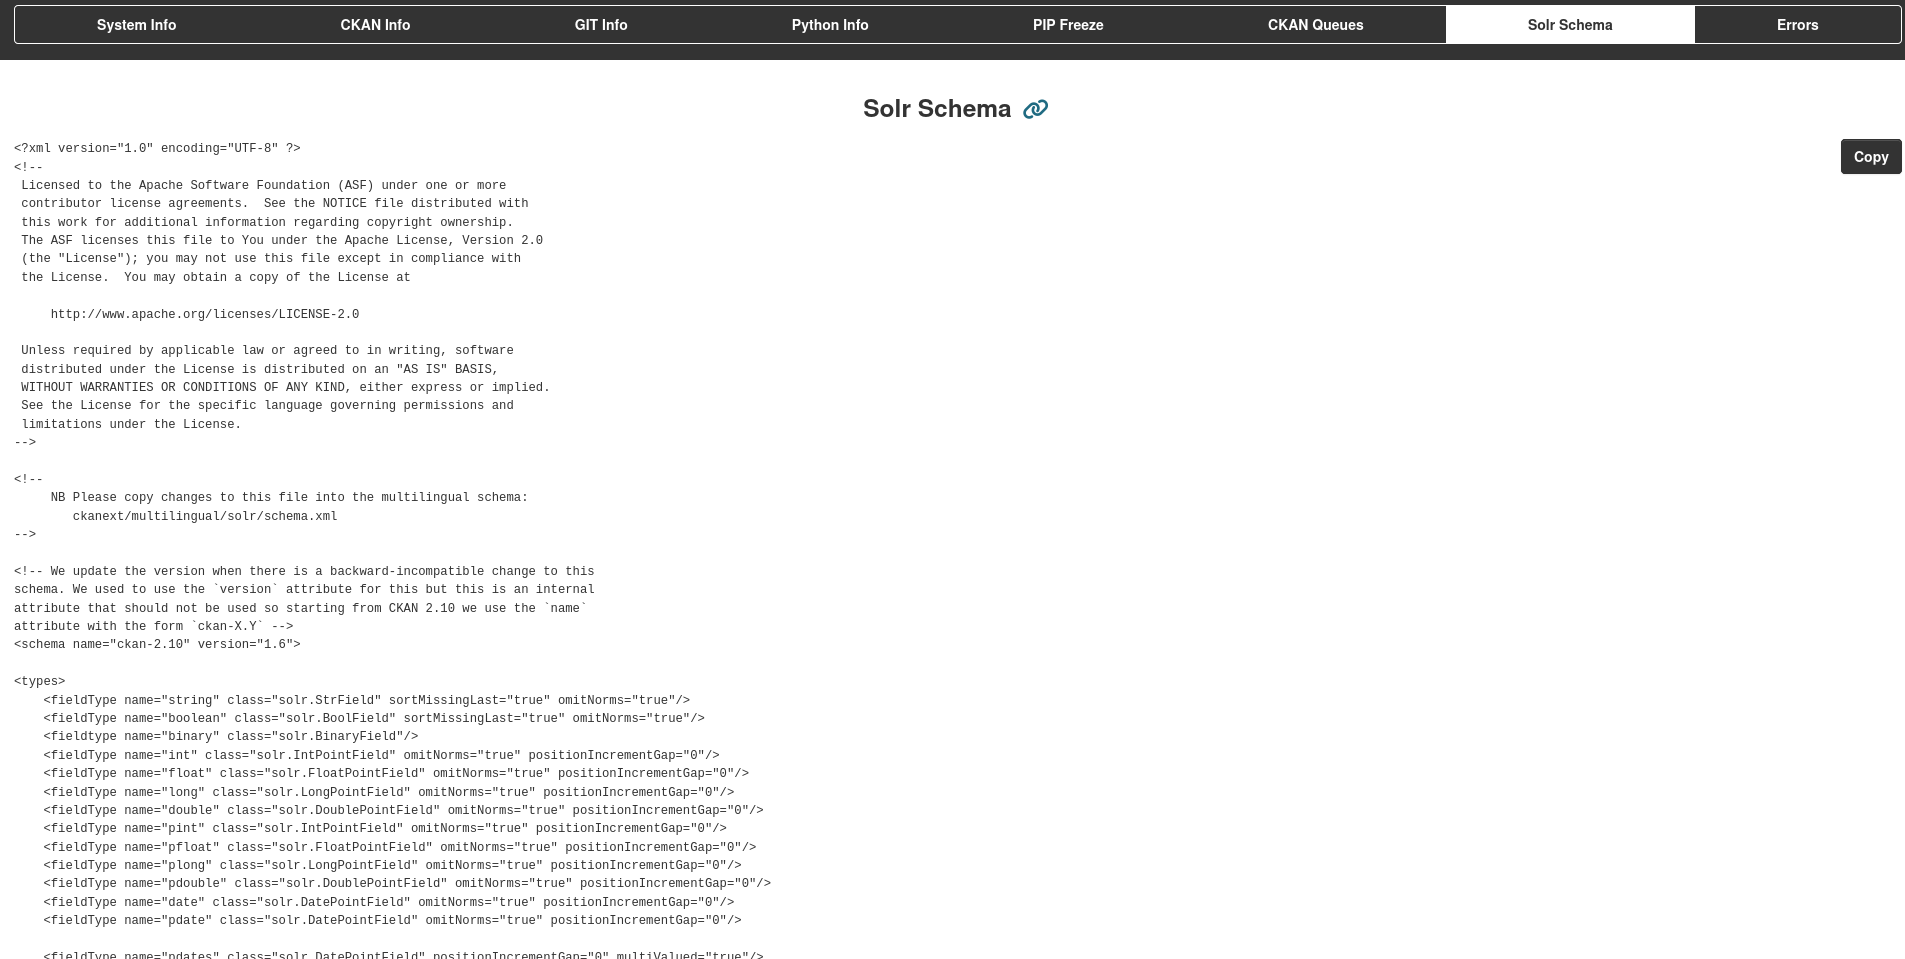 System Info
CKAN Info
GIT Info
Python Info
PIP Freeze
CKAN Queues
Solr Schema
Errors
Solr Schema
Copy
<?xml version="1.0" encoding="UTF-8" ?>
<!--
 Licensed to the Apache Software Foundation (ASF) under one or more
 contributor license agreements.  See the NOTICE file distributed with
 this work for additional information regarding copyright ownership.
 The ASF licenses this file to You under the Apache License, Version 2.0
 (the "License"); you may not use this file except in compliance with
 the License.  You may obtain a copy of the License at

     http://www.apache.org/licenses/LICENSE-2.0

 Unless required by applicable law or agreed to in writing, software
 distributed under the License is distributed on an "AS IS" BASIS,
 WITHOUT WARRANTIES OR CONDITIONS OF ANY KIND, either express or implied.
 See the License for the specific language governing permissions and
 limitations under the License.
-->

<!--
     NB Please copy changes to this file into the multilingual schema:
        ckanext/multilingual/solr/schema.xml
-->

<!-- We update the version when there is a backward-incompatible change to this
schema. We used to use the `version` attribute for this but this is an internal
attribute that should not be used so starting from CKAN 2.10 we use the `name`
attribute with the form `ckan-X.Y` -->
<schema name="ckan-2.10" version="1.6">

<types>
    <fieldType name="string" class="solr.StrField" sortMissingLast="true" omitNorms="true"/>
    <fieldType name="boolean" class="solr.BoolField" sortMissingLast="true" omitNorms="true"/>
    <fieldtype name="binary" class="solr.BinaryField"/>
    <fieldType name="int" class="solr.IntPointField" omitNorms="true" positionIncrementGap="0"/>
    <fieldType name="float" class="solr.FloatPointField" omitNorms="true" positionIncrementGap="0"/>
    <fieldType name="long" class="solr.LongPointField" omitNorms="true" positionIncrementGap="0"/>
    <fieldType name="double" class="solr.DoublePointField" omitNorms="true" positionIncrementGap="0"/>
    <fieldType name="pint" class="solr.IntPointField" omitNorms="true" positionIncrementGap="0"/>
    <fieldType name="pfloat" class="solr.FloatPointField" omitNorms="true" positionIncrementGap="0"/>
    <fieldType name="plong" class="solr.LongPointField" omitNorms="true" positionIncrementGap="0"/>
    <fieldType name="pdouble" class="solr.DoublePointField" omitNorms="true" positionIncrementGap="0"/>
    <fieldType name="date" class="solr.DatePointField" omitNorms="true" positionIncrementGap="0"/>
    <fieldType name="pdate" class="solr.DatePointField" omitNorms="true" positionIncrementGap="0"/>

    <fieldType name="pdates" class="solr.DatePointField" positionIncrementGap="0" multiValued="true"/>